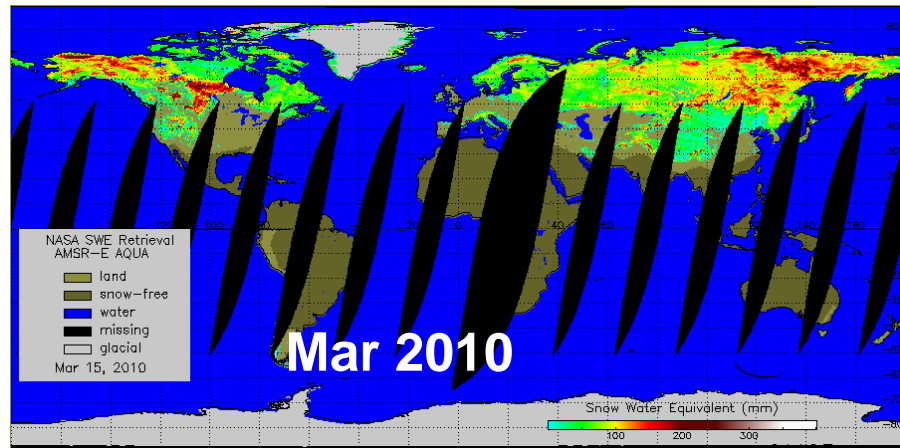 NASA SWE Retrieval
AMSR-E AQUA
land
snow-free
water
missing
glacial
Mar 15, 2010
Mar 2010
Snow Water Equivalent (mm)
100 200 300